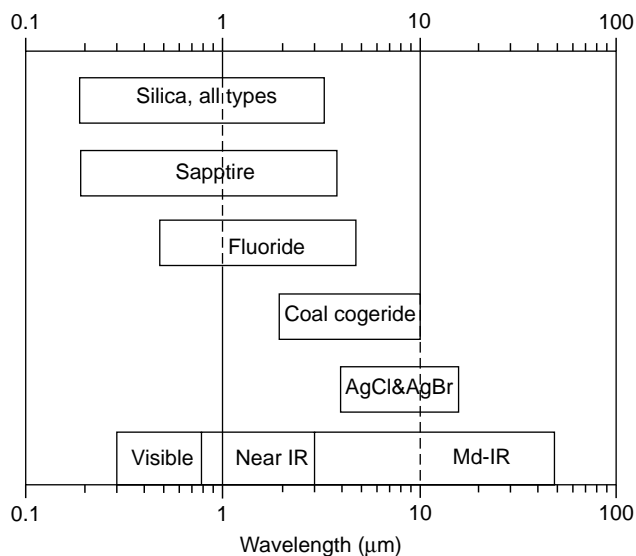 0.1 1 10 100
Silica, all types
Sapptire
Fluoride
Coal cogeride
AgCl&AgBr
Visible Near IR Md-IR
0.1 1 10 100
Wavelength (μm)